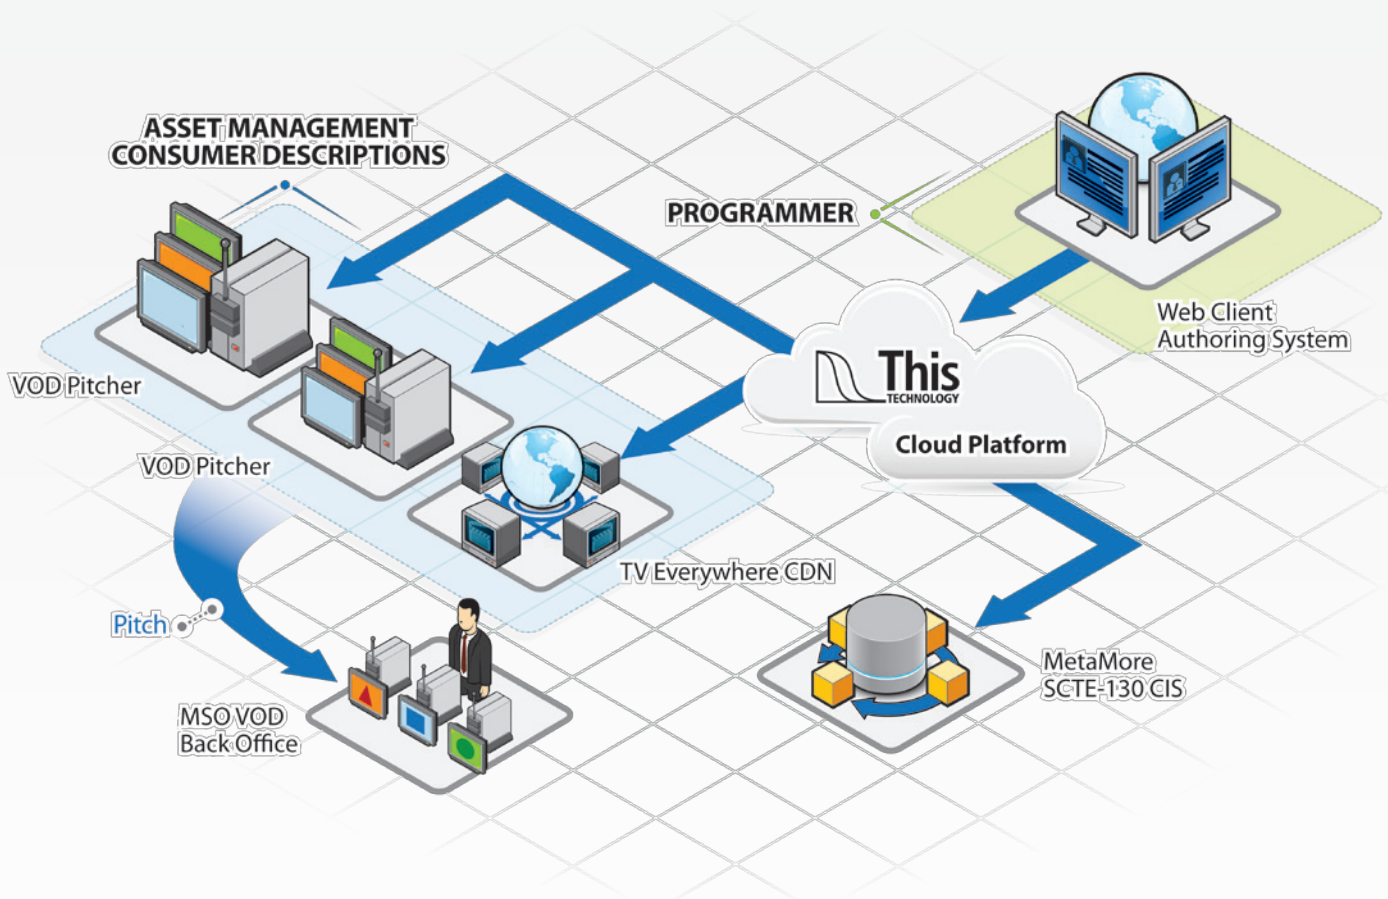 ASSET MANAGEMENT
CONSUMER DESCRIPTIONS
PROGRAMMER
Web Client
Authoring System
This
TECHNOLOGY
Cloud Platform
VOD Pitcher
VOD Pitcher
TV Everywhere CDN
Pitch
MSO VOD
Back Office
MetaMore
SCTE-130 CIS